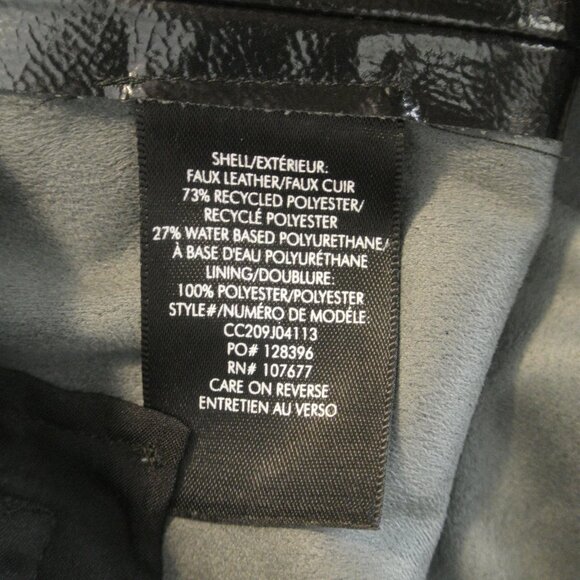 SHELL/EXTÉRIEUR:
FAUX LEATHER/FAUX CUIR
73% RECYCLED POLYESTER/
RECYCLÉ POLYESTER
27% WATER BASED POLYURETHANE/
À BASE D'EAU POLYURÉTHANE
LINING/DOUBLURE:
100% POLYESTER/POLYESTER
STYLE#/NUMÉRO DE MODÉLE:
CC209J04113
PO# 128396
RN# 107677
CARE ON REVERSE
ENTRETIEN AU VERSO